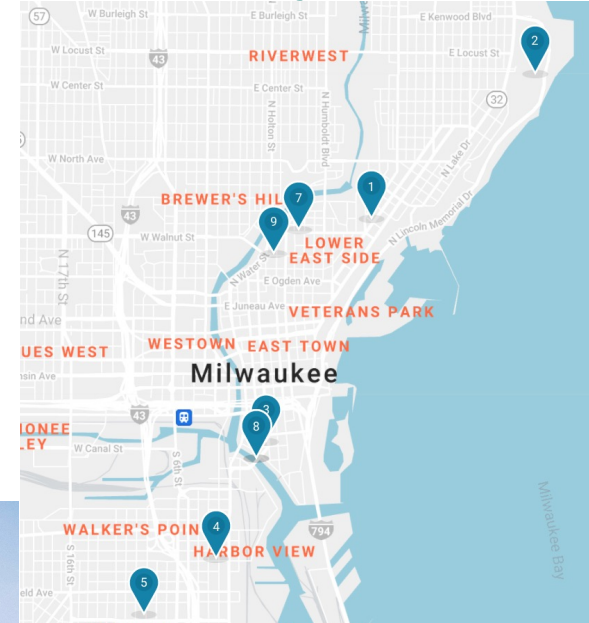 57
W Burleigh St
E Burleigh St
E Kenwood Blvd
2
W Locust St
43
RIVERWEST
E Locust St
W Center St
E Center St
32
N Holton St
N Humboldt Blvd
N Lake Dr
W North Ave
1
BREWER'S HIL
7
43
9
145
W Walnut St
N Lincoln Memorial Dr
LOWER
EAST SIDE
N Water St
N 17th St
E Ogden Ave
E Juneau Ave
VETERANS PARK
nd Ave
UES WEST
WESTOWN
EAST TOWN
Milwaukee
sin Ave
43
3
8
ONEE
LEY
W Canal St
S 6th St
Milwaukee Bay
WALKER'S POIN
4
HARBOR VIEW
794
S 16th St
5
eld Ave